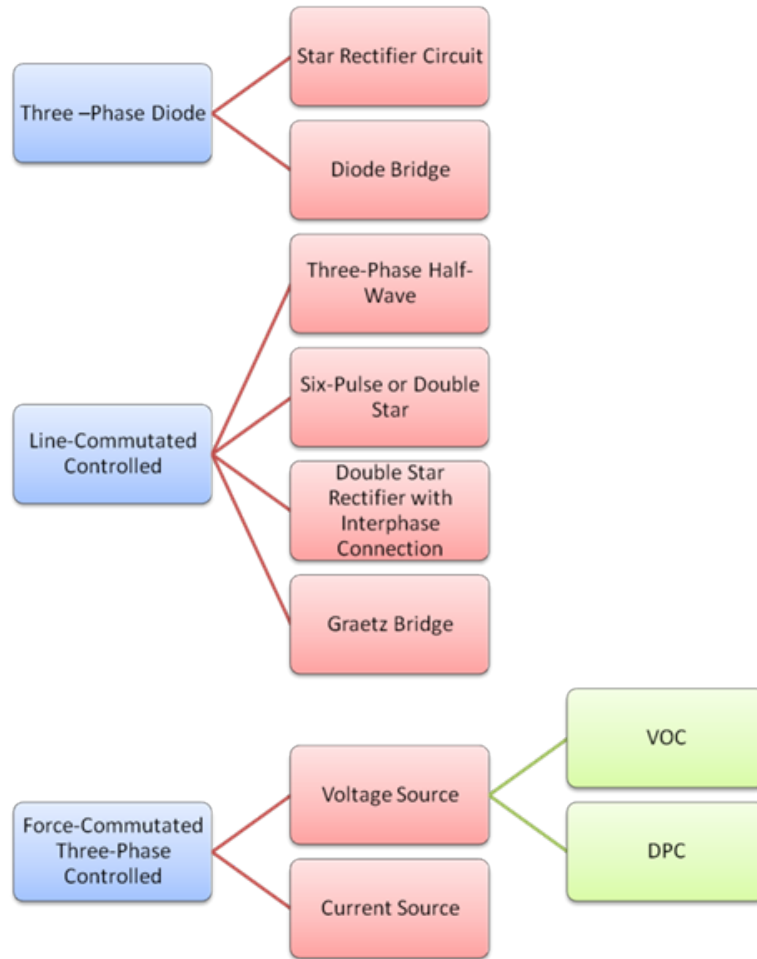 Star Rectifier Circuit
Three –Phase Diode
Diode Bridge
Three-Phase Half-
Wave
Six-Pulse or Double
Star
Line-Commutated
Controlled
Double Star
Rectifier with
Interphase
Connection
Graetz Bridge
VOC
Voltage Source
Force-Commutated
Three-Phase
Controlled
DPC
Current Source